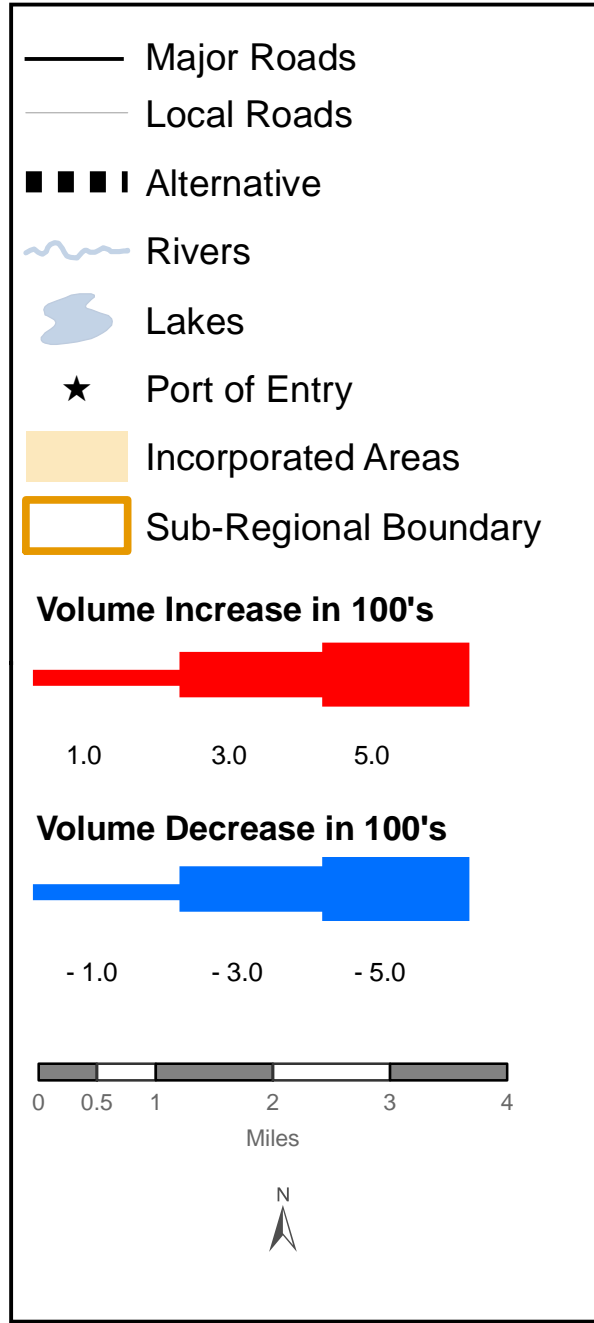 Major Roads
Local Roads
Alternative
Rivers
Lakes
Port of Entry
Incorporated Areas
Sub-Regional Boundary
Volume Increase in 100's
1.0 3.0 5.0
Volume Decrease in 100's
- 1.0 - 3.0 - 5.0
0 0.5 1 2 3 4
Miles
N